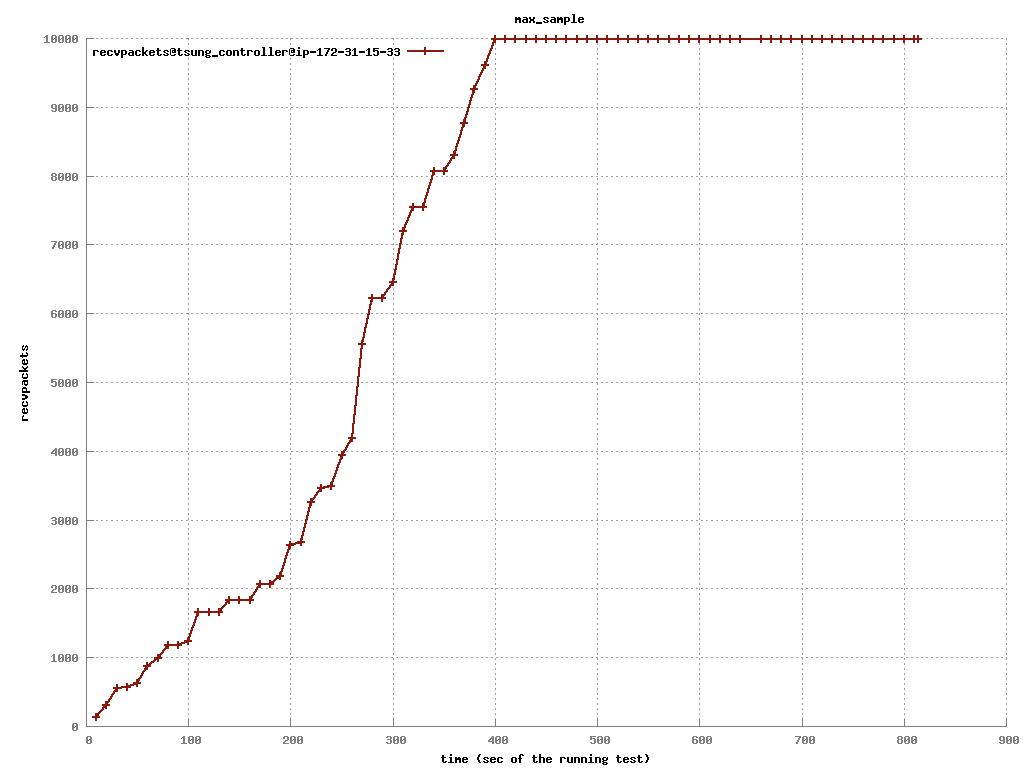 max_sample
10000
recvpackets@tsung_controller@ip-172-31-15-33
9000
8000
7000
6000
5000
4000
3000
2000
1000
0
recvpackets
0 100 200 300 400 500 600 700 800 900
time (sec of the running test)